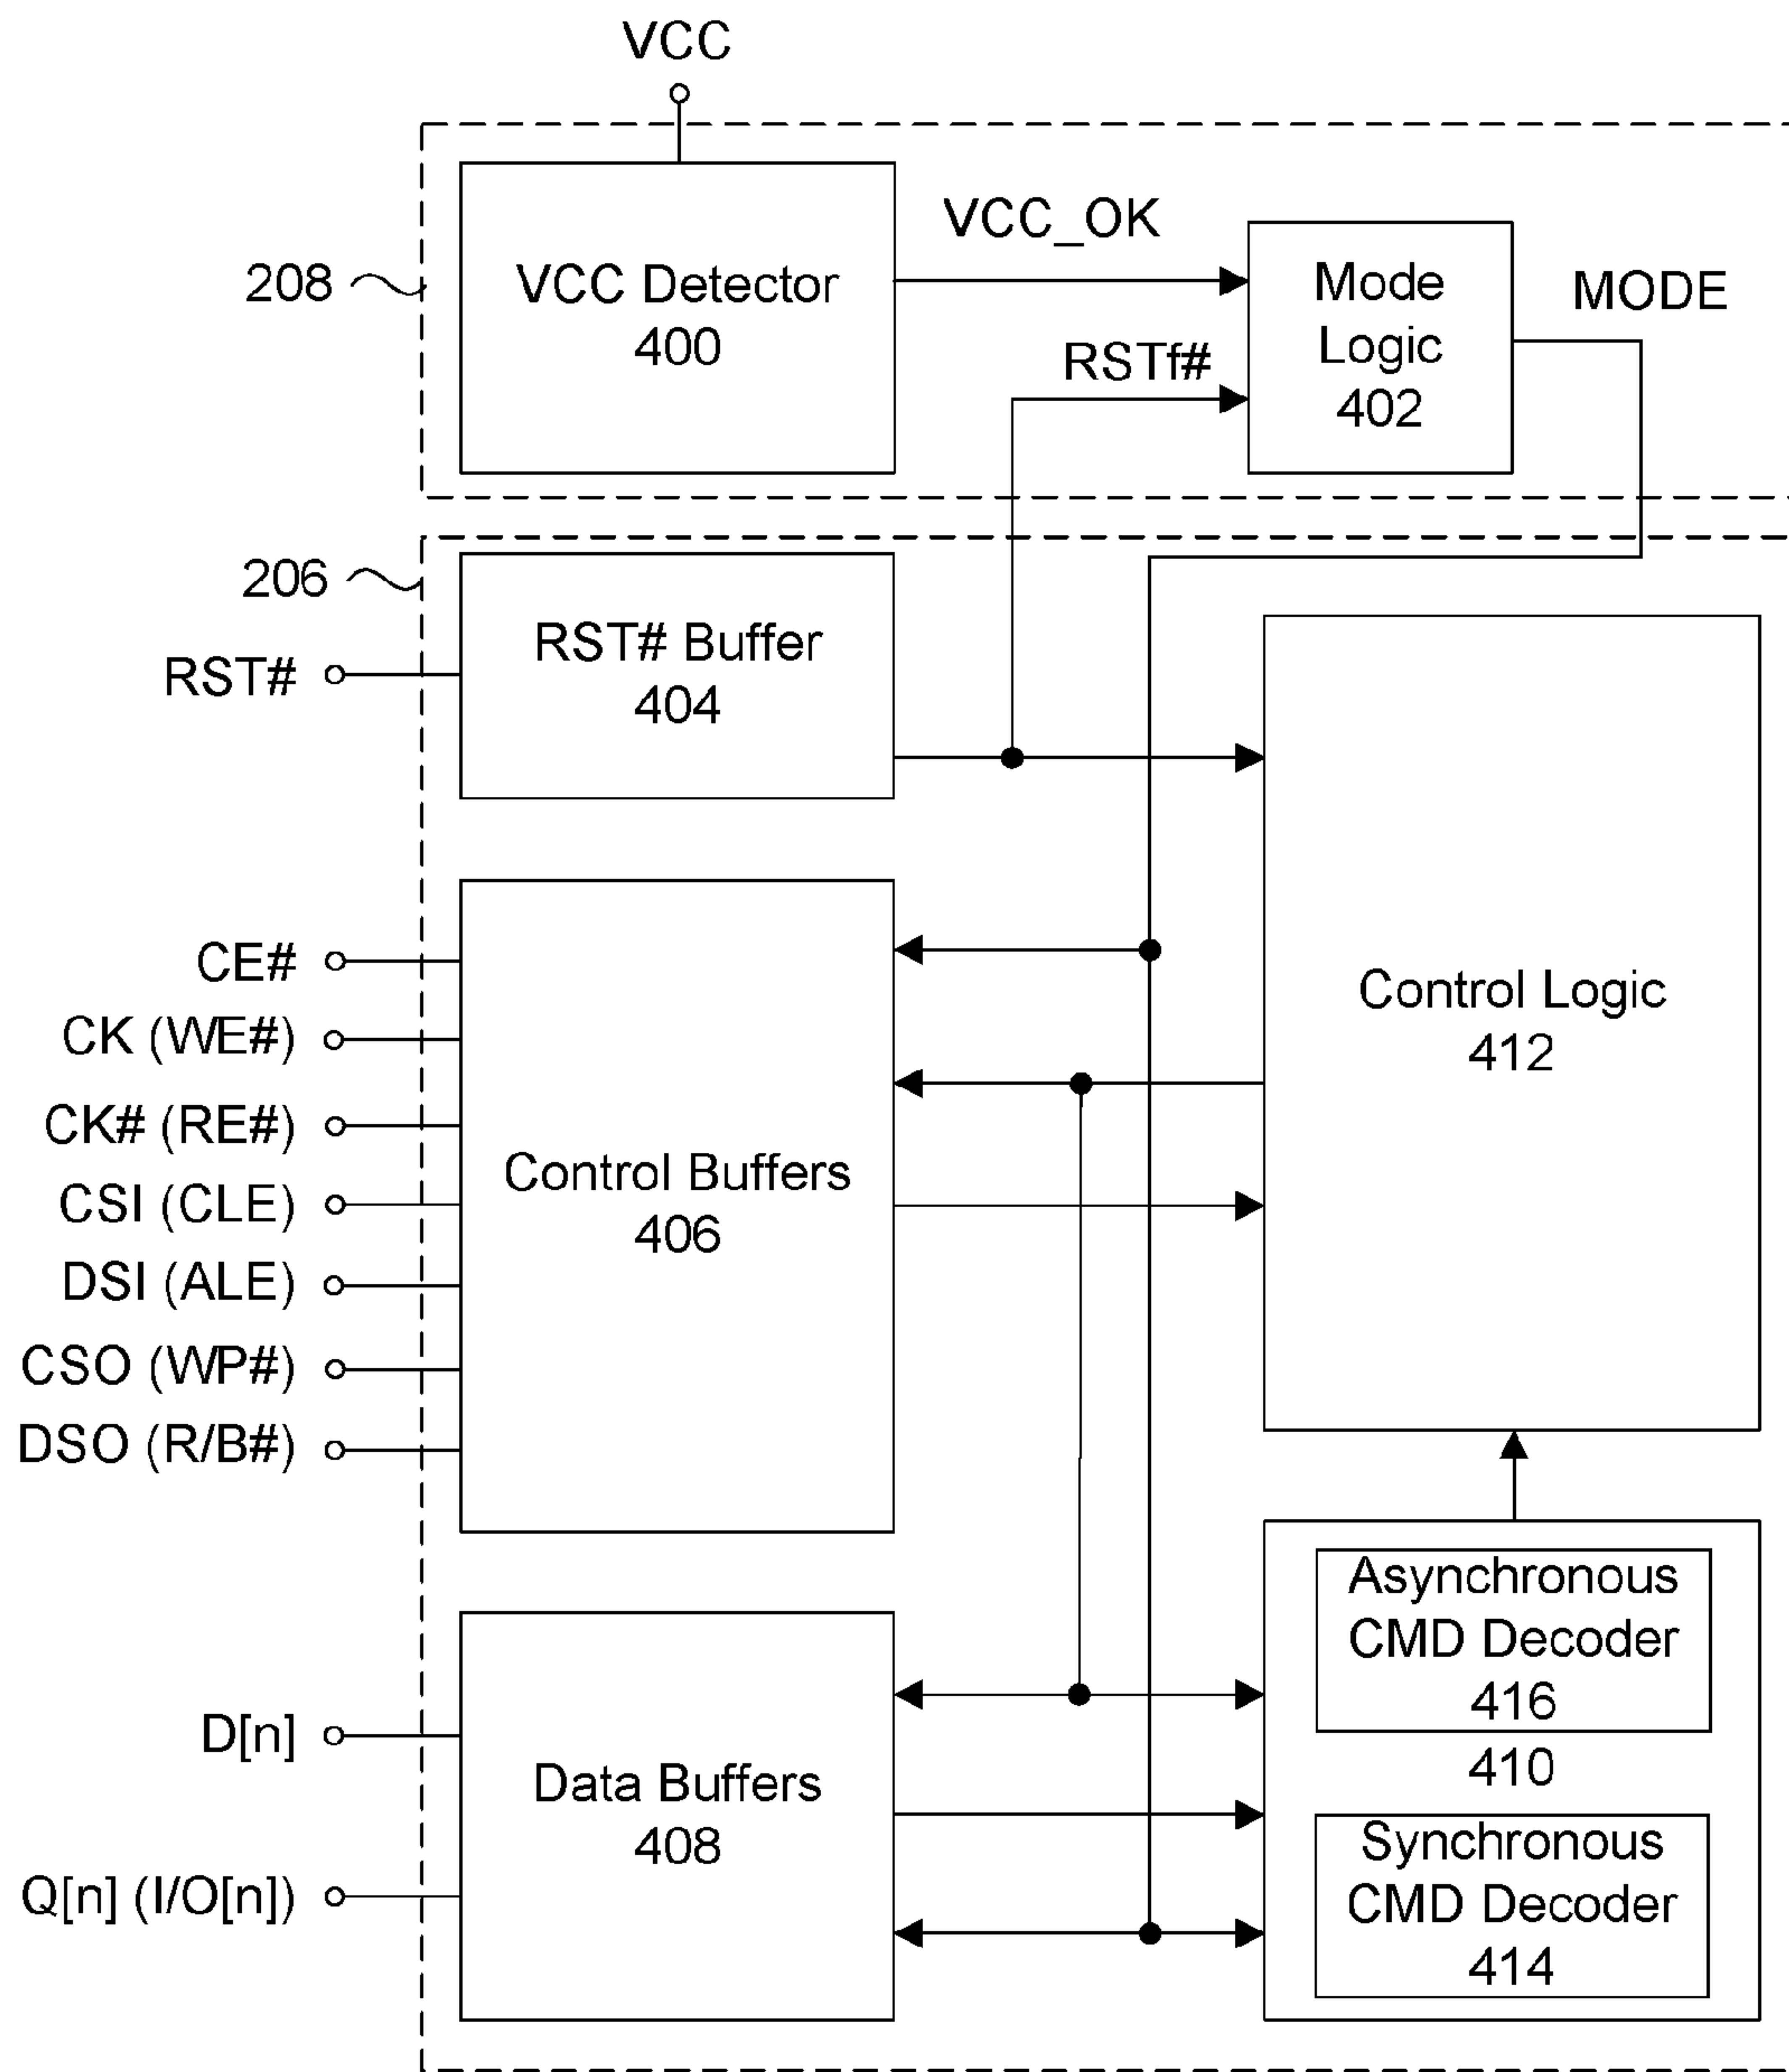 VCC
208
VCC Detector
400
VCC_OK
RSTf#
Mode
Logic
402
MODE
206
RST#
RST# Buffer
404
CE#
CK (WE#)
CK# (RE#)
CSI (CLE)
DSI (ALE)
CSO (WP#)
DSO (R/B#)
Control Buffers
406
Control Logic
412
D[n]
Q[n] (I/O[n])
Data Buffers
408
Asynchronous
CMD Decoder
416
410
Synchronous
CMD Decoder
414